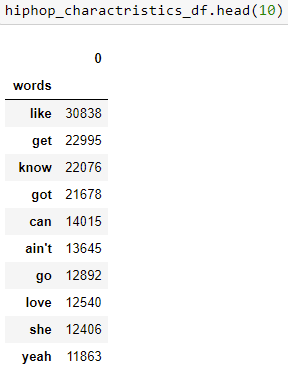 hiphop_charactristics_df.head(10)
0
words
like 30838
get 22995
know 22076
got 21678
can 14015
ain't 13645
go 12892
love 12540
she 12406
yeah 11863